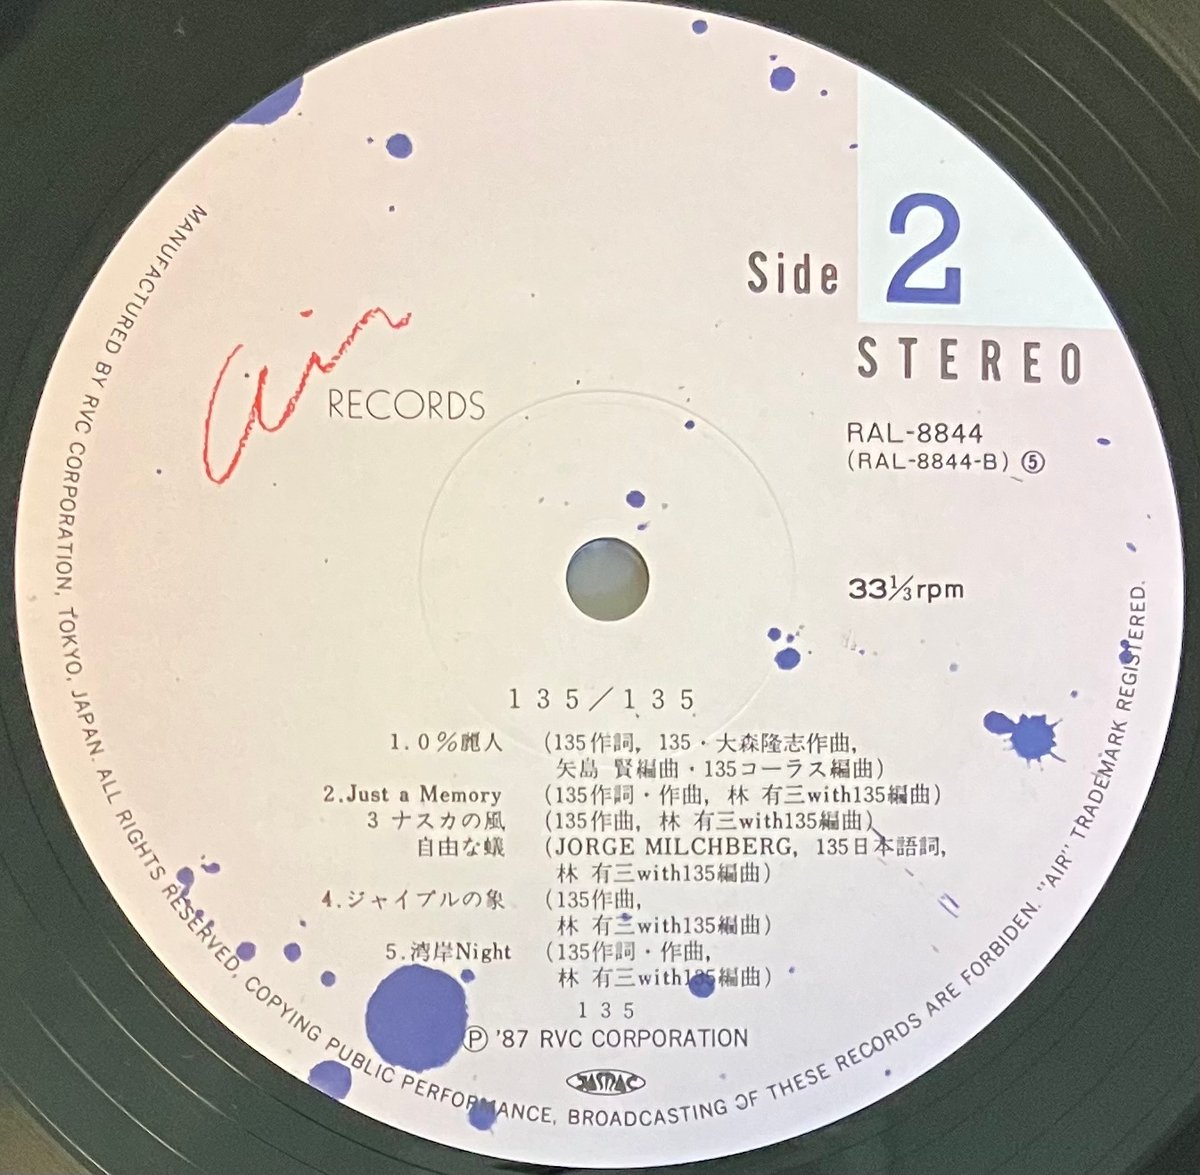 Side 2
STEREO
Air RECORDS
RAL-8844
(RAL-8844-B) ⑤
33⅓rpm
135/135
1.0%麗人 (135作詞, 135・大森隆志作曲,
矢島 賢編曲・135コーラス編曲)
2.Just a Memory (135作詞・作曲, 林 有三with135編曲)
3 ナスカの風 (135作曲, 林 有三with135編曲)
自由な蟻 (JORGE MILCHBERG, 135日本語詞,
林 有三with135編曲)
4.ジャイプルの象 (135作曲,
林 有三with135編曲)
5.湾岸Night (135作詞・作曲,
林 有三with135編曲)
135
Ⓟ '87 RVC CORPORATION
JASRAC
MANUFACTURED BY RVC CORPORATION, TOKYO, JAPAN. ALL RIGHTS RESERVED, COPYING PUBLIC PERFORMANCE, BROADCASTING OF THESE RECORDS ARE FORBIDDEN. "AIR" TRADEMARK REGISTERED.